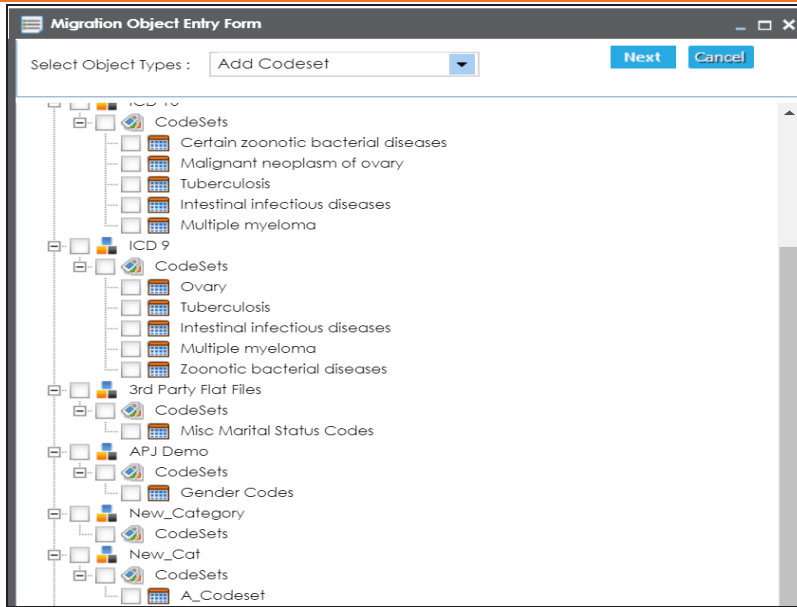 Migration Object Entry Form
Select Object Types : Add Codeset Next Cancel
ICD 10
CodeSets
Certain zoonotic bacterial diseases
Malignant neoplasm of ovary
Tuberculosis
Intestinal infectious diseases
Multiple myeloma
ICD 9
CodeSets
Ovary
Tuberculosis
Intestinal infectious diseases
Multiple myeloma
Zoonotic bacterial diseases
3rd Party Flat Files
CodeSets
Misc Marital Status Codes
APJ Demo
CodeSets
Gender Codes
New_Category
CodeSets
New_Cat
CodeSets
A_Codeset